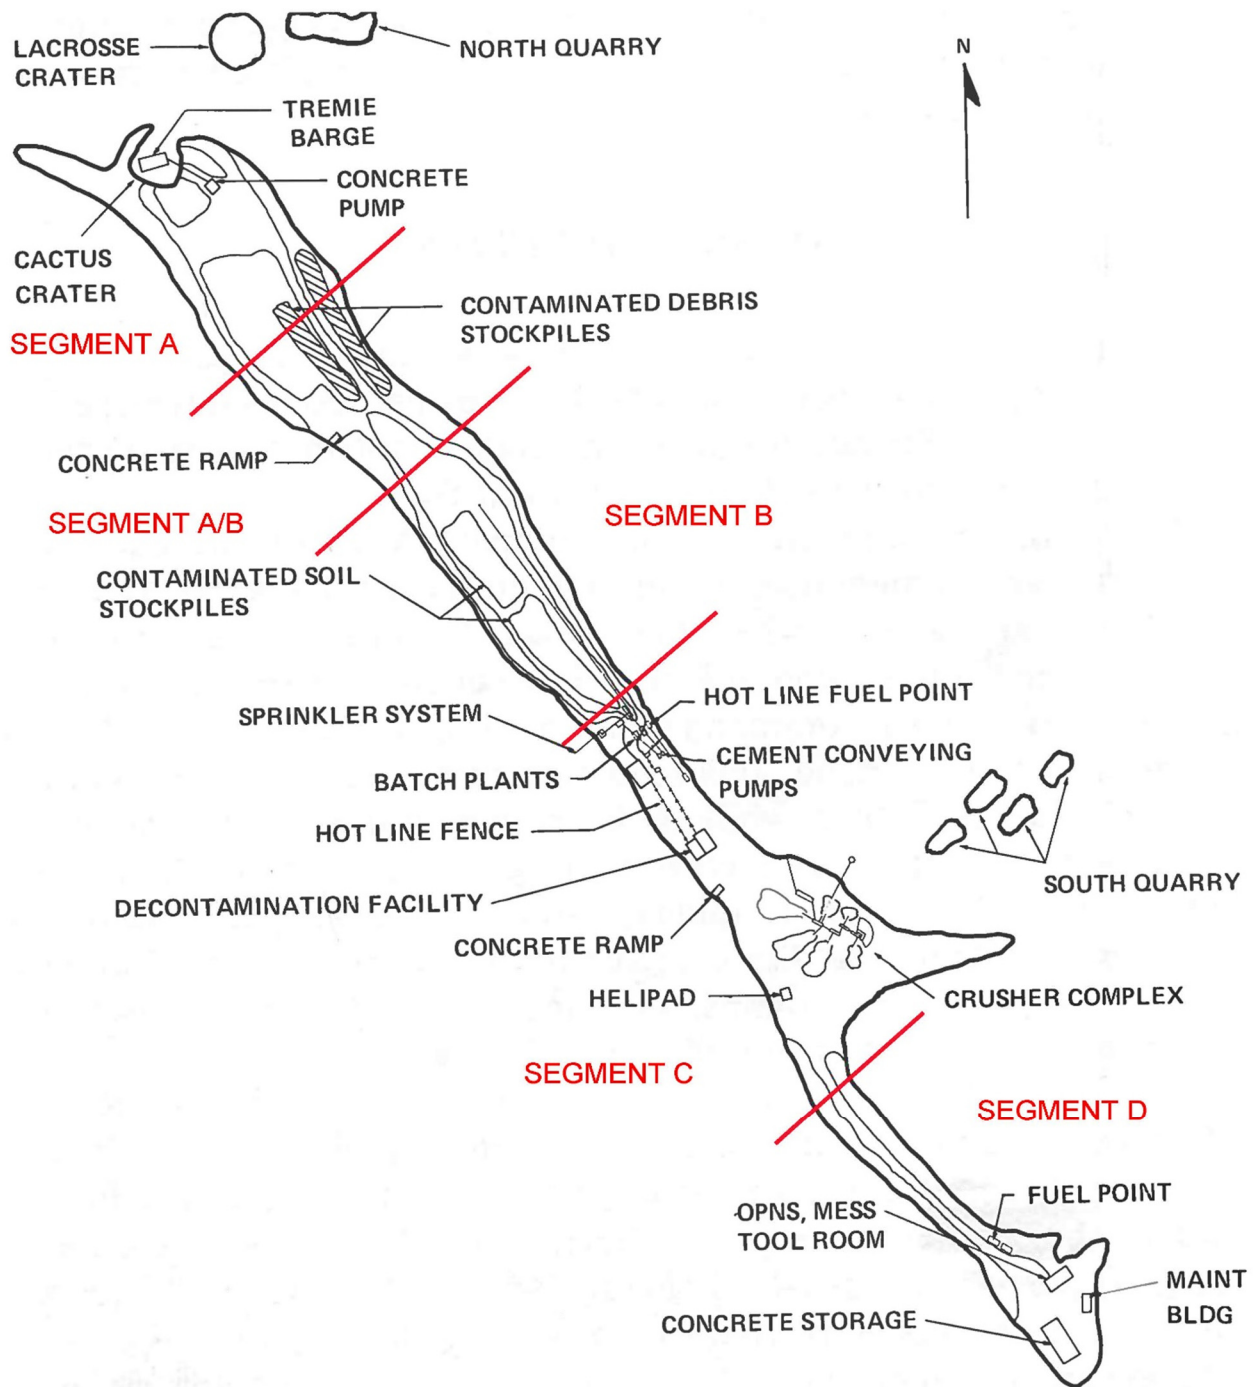 LACROSSE
CRATER
NORTH QUARRY
N
TREMIE
BARGE
CONCRETE
PUMP
CACTUS
CRATER
CONTAMINATED DEBRIS
STOCKPILES
SEGMENT A
CONCRETE RAMP
SEGMENT A/B
SEGMENT B
CONTAMINATED SOIL
STOCKPILES
HOT LINE FUEL POINT
SPRINKLER SYSTEM
CEMENT CONVEYING
PUMPS
BATCH PLANTS
HOT LINE FENCE
SOUTH QUARRY
DECONTAMINATION FACILITY
CONCRETE RAMP
HELIPAD
CRUSHER COMPLEX
SEGMENT C
SEGMENT D
FUEL POINT
OPNS, MESS
TOOL ROOM
MAINT
BLDG
CONCRETE STORAGE